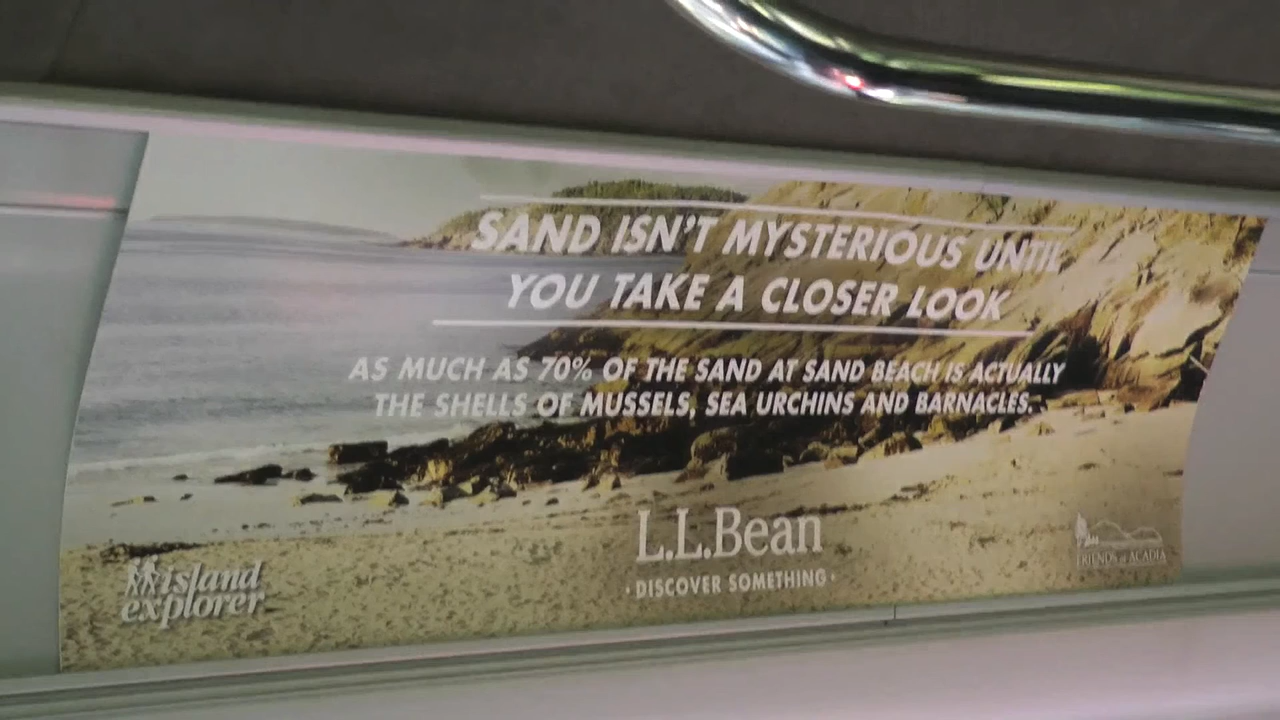 SAND ISN'T MYSTERIOUS UNTIL
YOU TAKE A CLOSER LOOK
AS MUCH AS 70% OF THE SAND AT SAND BEACH IS ACTUALLY
THE SHELLS OF MUSSELS, SEA URCHINS AND BARNACLES.
L.L.Bean
• DISCOVER SOMETHING •
island
explorer
FRIENDS of ACADIA